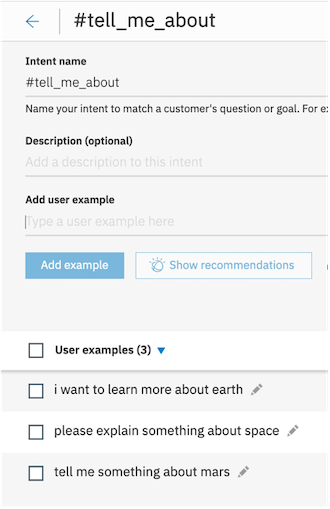 #tell_me_about
Intent name
#tell_me_about
Name your intent to match a customer's question or goal. For
Description (optional)
Add a description to this intent
Add user example
Type a user example here
Add example
Show recommendations
User examples (3)
i want to learn more about earth
please explain something about space
tell me something about mars